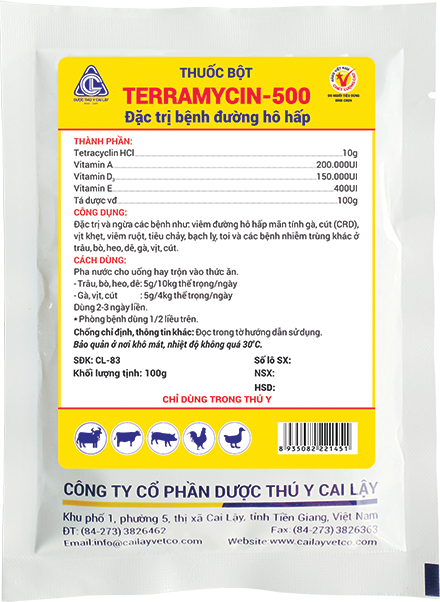 DƯỢC THÚ Y CAI LẬY
THUỐC BỘT
TERRAMYCIN-500
Đặc trị bệnh đường hô hấp
THÀNH PHẦN:
Tetracyclin HCl 10g
Vitamin A 200.000UI
Vitamin D₃ 150.000UI
Vitamin E 400UI
Tá dược vđ 100g
CÔNG DỤNG:
Đặc trị và ngừa các bệnh như: viêm đường hô hấp mãn tính gà, cút (CRD),
vịt khẹt, viêm ruột, tiêu chảy, bạch lỵ, toi và các bệnh nhiễm trùng khác ở
trâu, bò, heo, dê, gà, vịt, cút.
CÁCH DÙNG:
Pha nước cho uống hay trộn vào thức ăn.
- Trâu, bò, heo, dê: 5g/10kg thể trọng/ngày
- Gà, vịt, cút : 5g/4kg thể trọng/ngày
Dùng 2-3 ngày liền.
• Phòng bệnh dùng 1/2 liều trên.
Chống chỉ định, thông tin khác: Đọc trong tờ hướng dẫn sử dụng.
Bảo quản ở nơi khô mát, nhiệt độ không quá 30°C.
SĐK: CL-83 Số lô SX:
Khối lượng tịnh: 100g NSX:
HSD:
CHỈ DÙNG TRONG THÚ Y
8 935082 221451
CÔNG TY CỔ PHẦN DƯỢC THÚ Y CAI LẬY
Khu phố 1, phường 5, thị xã Cai Lậy, tỉnh Tiền Giang, Việt Nam
ĐT: (84-273) 3826462 Fax: (84-273) 3826363
Email:info@cailayvetco.com Website:www.cailayvetco.com